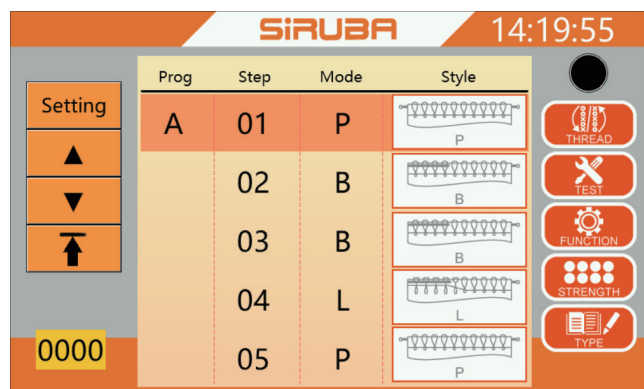 SiRUBA 14:19:55
Prog Step Mode Style
Setting
A 01 P P
02 B B
03 B B
04 L L
05 P P
0000
THREAD
TEST
FUNCTION
STRENGTH
TYPE